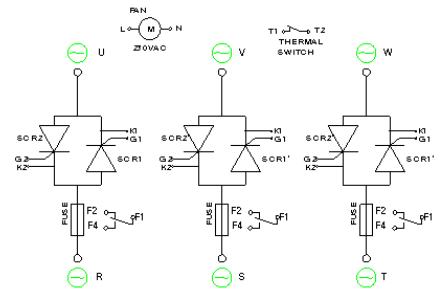 FAN
L M N
230VAC
T1 T2
THERMAL
SWITCH
U V W
SCR2 K1 G1 G2 K2 SCR1
SCR2' K1 G1 G2 K2 SCR1'
SCR2' K1 G1 G2 K2 SCR1'
FUSE F2 F4 F1
FUSE F2 F4 F1
FUSE F2 F4 F1
R S T